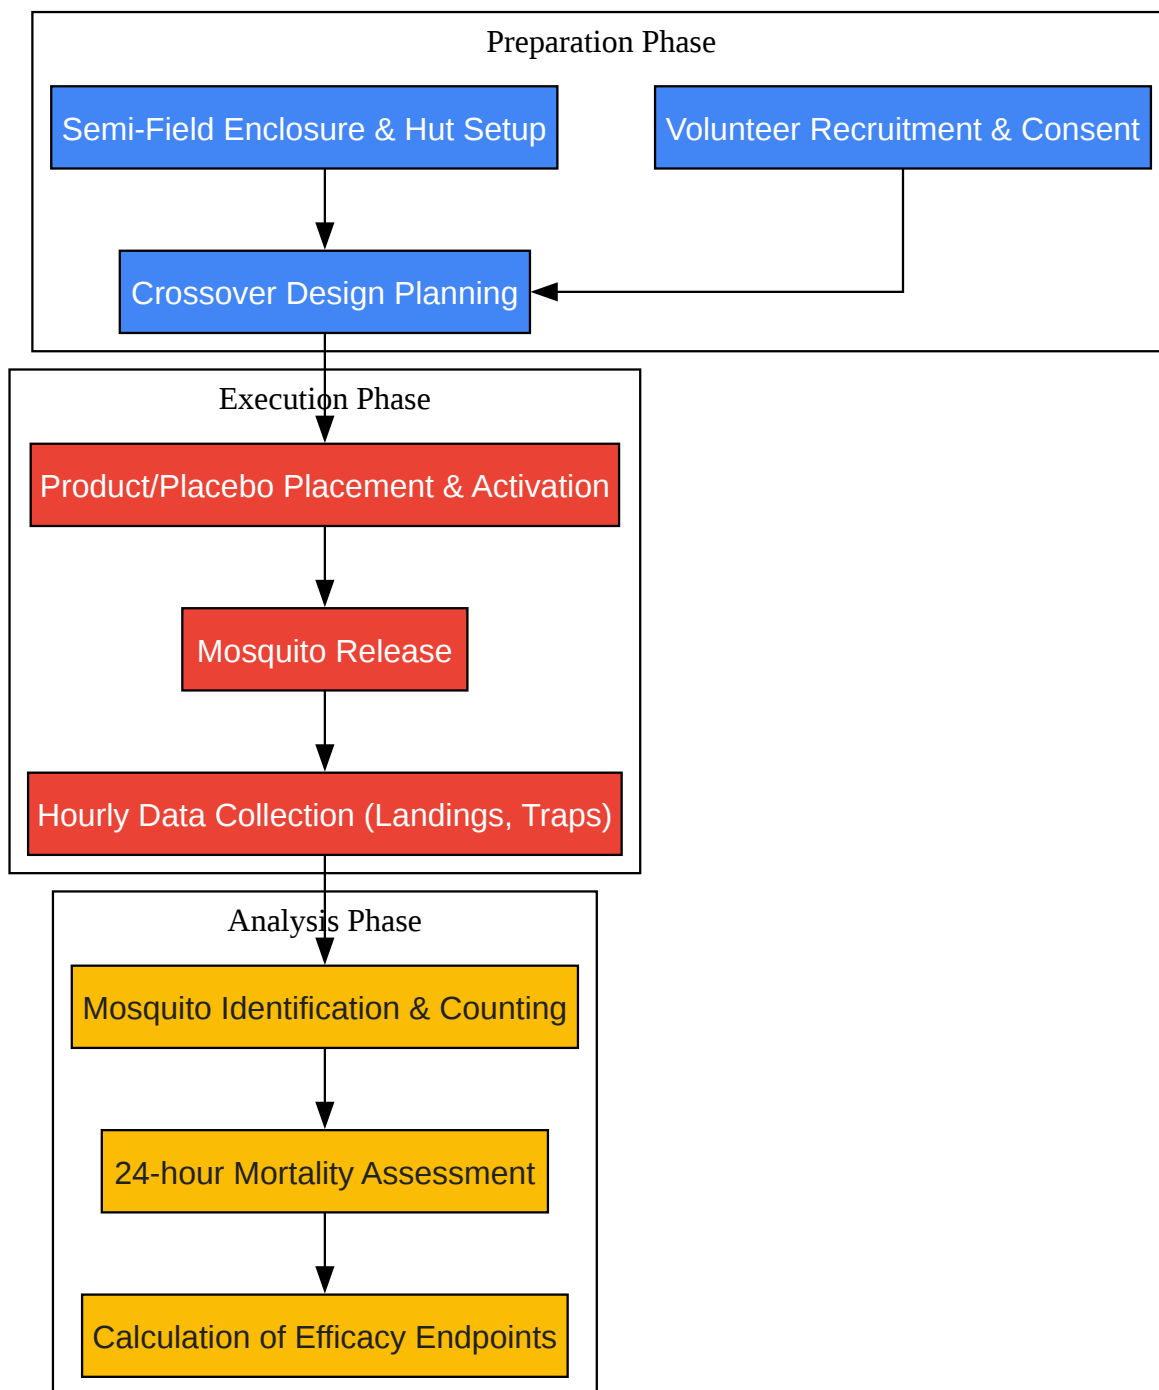 Preparation Phase
Semi-Field Enclosure & Hut Setup
Volunteer Recruitment & Consent
Crossover Design Planning
Execution Phase
Product/Placebo Placement & Activation
Mosquito Release
Hourly Data Collection (Landings, Traps)
Analysis Phase
Mosquito Identification & Counting
24-hour Mortality Assessment
Calculation of Efficacy Endpoints